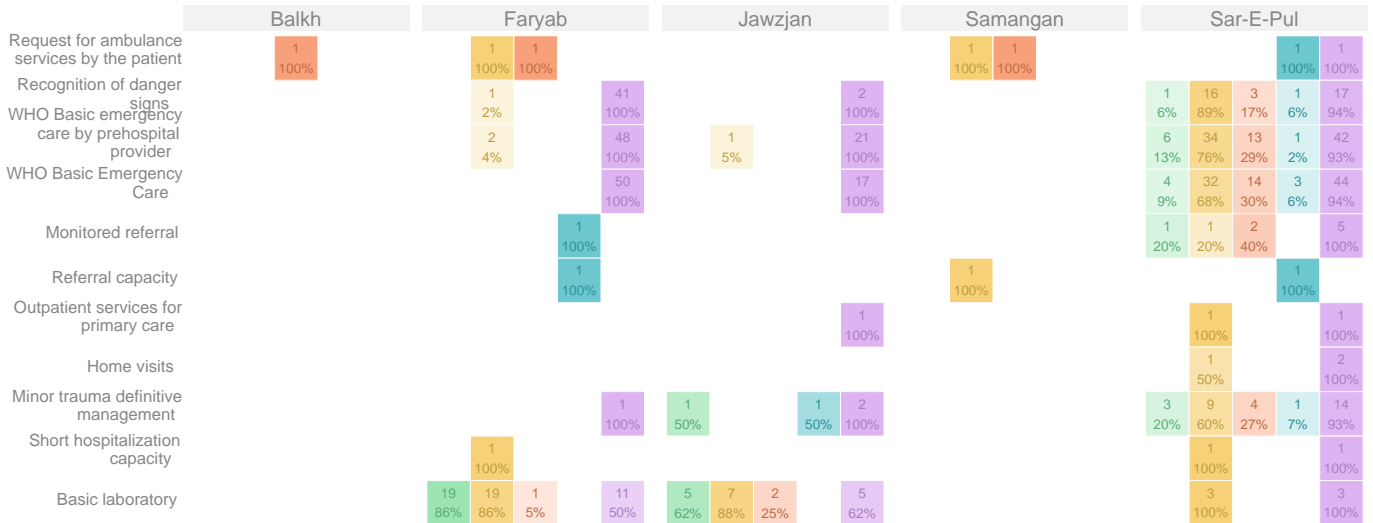 Balkh Faryab Jawzjan Samangan Sar-E-Pul
Request for ambulance
services by the patient
1 1 1 1 1 1 1
100% 100% 100% 100% 100% 100% 100%
Recognition of danger
signs
1 41 2 1 16 3 1 17
2% 100% 100% 6% 89% 17% 6% 94%
WHO Basic emergency
care by prehospital
provider
2 48 1 21 6 34 13 1 42
4% 100% 5% 100% 13% 76% 29% 2% 93%
WHO Basic Emergency
Care
50 17 4 32 14 3 44
100% 100% 9% 68% 30% 6% 94%
Monitored referral
1 1 1 2 5
100% 20% 20% 40% 100%
Referral capacity
1 1 1
100% 100% 100%
Outpatient services for
primary care
1 1 1
100% 100% 100%
Home visits
1 2
50% 100%
Minor trauma definitive
management
1 1 1 2 3 9 4 1 14
100% 50% 50% 100% 20% 60% 27% 7% 93%
Short hospitalization
capacity
1 1 1
100% 100% 100%
Basic laboratory
19 19 1 11 5 7 2 5 3 3
86% 86% 5% 50% 62% 88% 25% 62% 100% 100%